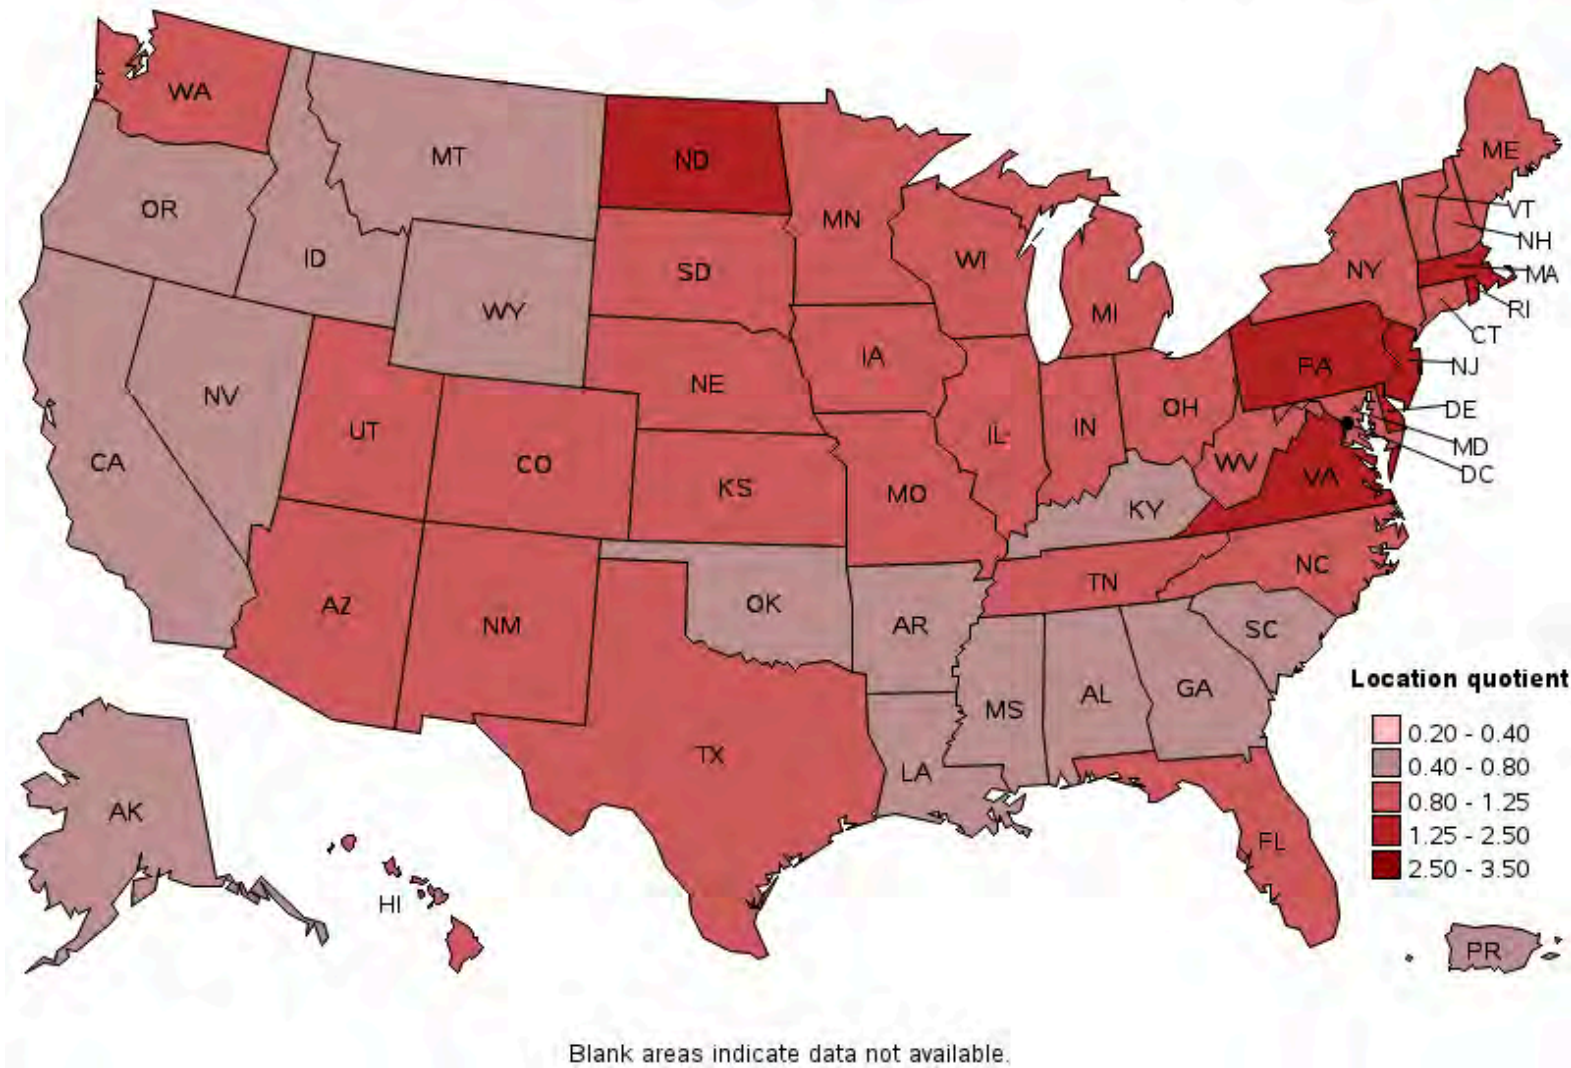 WA
MT
ND
MN
ME
OR
ID
WY
SD
WI
MI
NY
VT
NH
MA
RI
CT
NJ
DE
MD
DC
NV
UT
CO
NE
IA
IL
IN
OH
PA
WV
VA
CA
KS
MO
KY
AZ
NM
OK
AR
TN
NC
TX
LA
MS
AL
GA
SC
FL
AK
HI
PR
Location quotient
0.20 - 0.40
0.40 - 0.80
0.80 - 1.25
1.25 - 2.50
2.50 - 3.50
Blank areas indicate data not available.